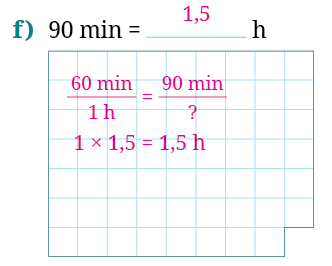 f) 90 min = 1,5 h
60 min / 1 h = 90 min / ?
1 × 1,5 = 1,5 h